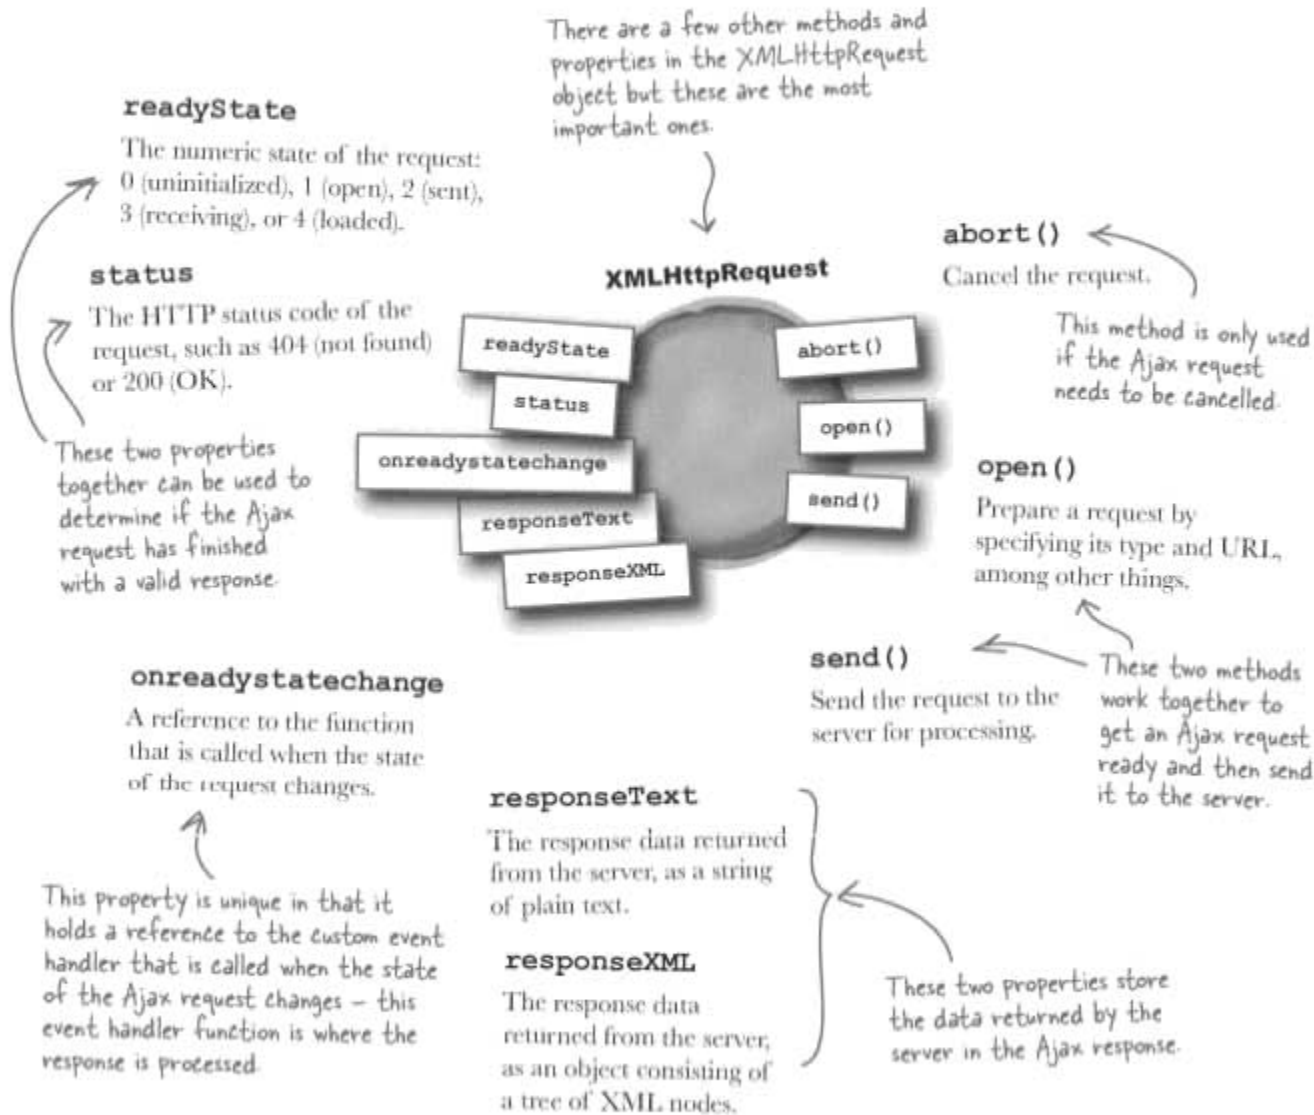 There are a few other methods and
properties in the XMLHttpRequest
object but these are the most
important ones.
readyState
The numeric state of the request:
0 (uninitialized), 1 (open), 2 (sent),
3 (receiving), or 4 (loaded).
status
The HTTP status code of the
request, such as 404 (not found)
or 200 (OK).
These two properties
together can be used to
determine if the Ajax
request has finished
with a valid response.
XMLHttpRequest
readyState
status
onreadystatechange
responseText
responseXML
abort()
open()
send()
abort()
Cancel the request.
This method is only used
if the Ajax request
needs to be cancelled.
open()
Prepare a request by
specifying its type and URL,
among other things.
send()
Send the request to the
server for processing.
These two methods
work together to
get an Ajax request
ready and then send
it to the server.
onreadystatechange
A reference to the function
that is called when the state
of the request changes.
This property is unique in that it
holds a reference to the custom event
handler that is called when the state
of the Ajax request changes – this
event handler function is where the
response is processed.
responseText
The response data returned
from the server, as a string
of plain text.
responseXML
The response data
returned from the server,
as an object consisting of
a tree of XML nodes.
These two properties store
the data returned by the
server in the Ajax response.